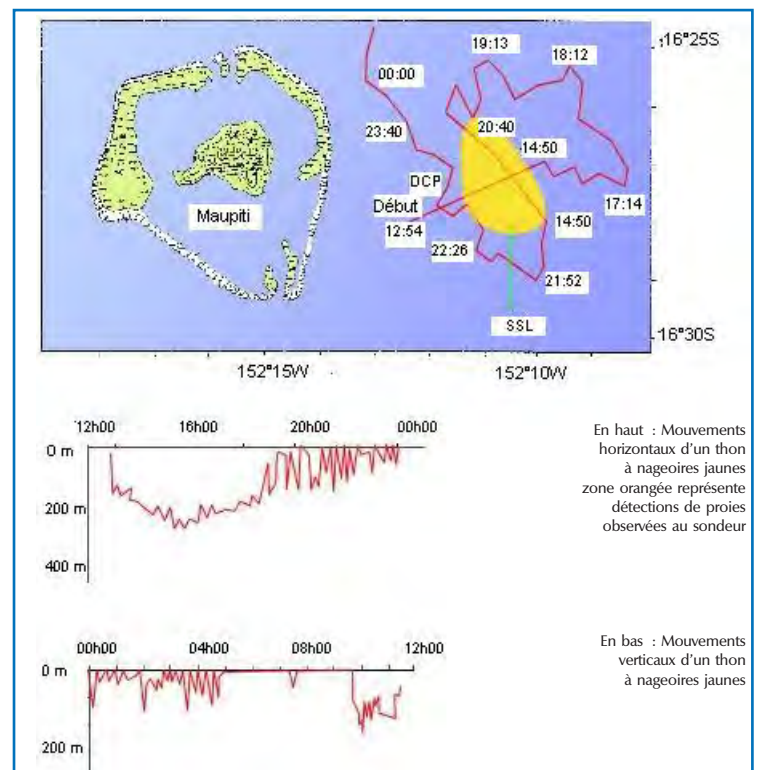 19:13
18:12
16°25S
00:00
23:40
20:40
14:50
DCP
Début
Maupiti
12:54
17:14
14:50
22:26
21:52
SSL
16°30S
152°15W
152°10W
12h00 16h00 20h00 00h00
0 m
200 m
400 m
En haut : Mouvements
horizontaux d'un thon
à nageoires jaunes
zone orangée représente
détections de proies
observées au sondeur
00h00 04h00 08h00 12h00
0 m
200 m
En bas : Mouvements
verticaux d'un thon
à nageoires jaunes